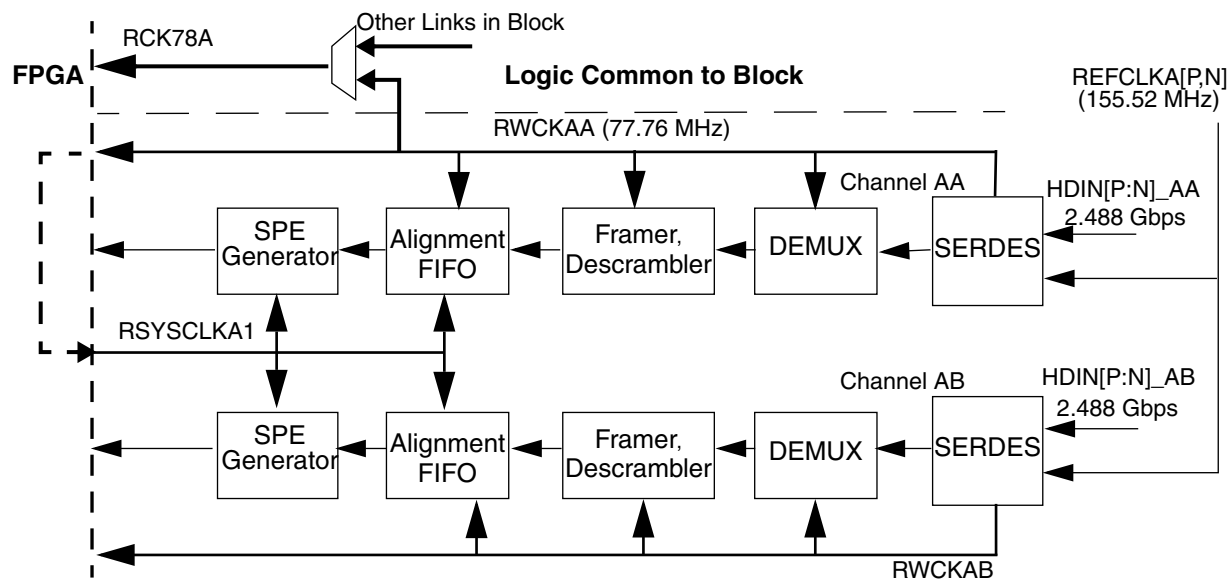 Other Links in Block
RCK78A
FPGA
Logic Common to Block
REFCLKA[P,N]
(155.52 MHz)
RWCKAA (77.76 MHz)
Channel AA
HDIN[P:N]_AA
2.488 Gbps
SPE
Generator
Alignment
FIFO
Framer,
Descrambler
DEMUX
SERDES
RSYSCLKA1
Channel AB
HDIN[P:N]_AB
2.488 Gbps
SPE
Generator
Alignment
FIFO
Framer,
Descrambler
DEMUX
SERDES
RWCKAB